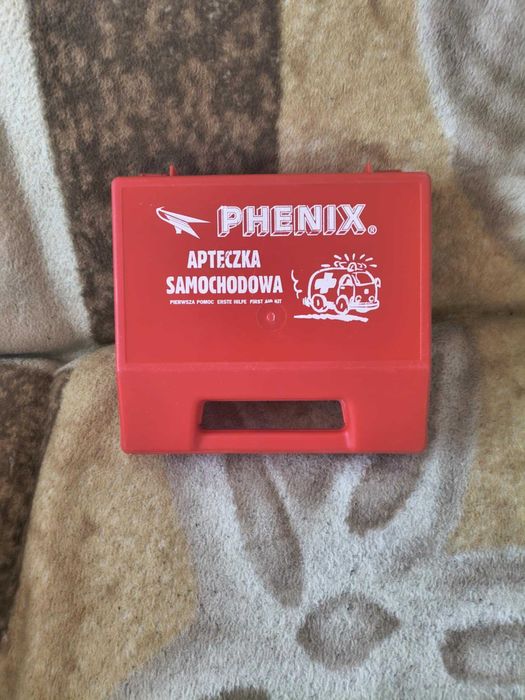 PHENIX®
APTECZKA
SAMOCHODOWA
PIERWSZA POMOC ERSTE HILFE FIRST AID KIT